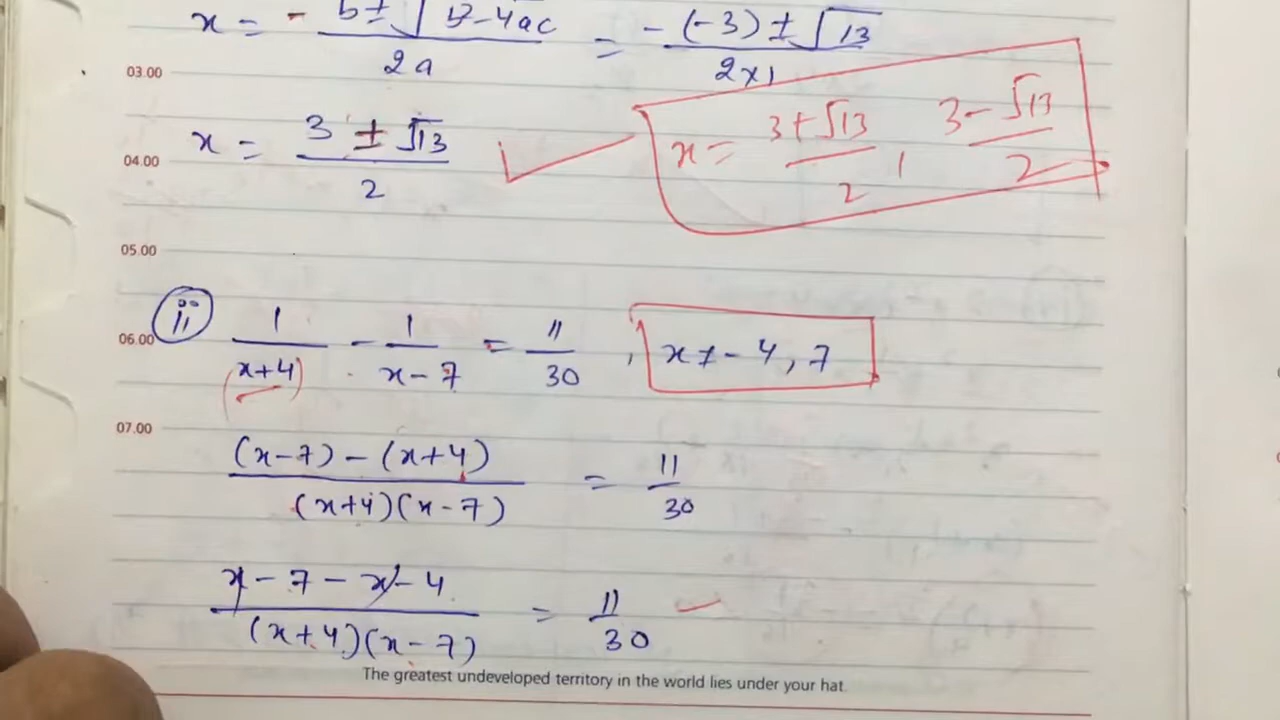 x = - b ± √b²-4ac / 2a = -(-3) ± √13 / 2×1
03.00
x = 3 ± √13 / 2
x = 3+√13 / 2 , 3-√13 / 2
04.00
05.00
ii 1/(x+4) - 1/x-7 = 11/30 , x ≠ -4, 7
06.00
07.00
(x-7) - (x+4) / (x+4)(x-7) = 11/30
x - 7 - x - 4 / (x+4)(x-7) = 11/30
The greatest undeveloped territory in the world lies under your hat.